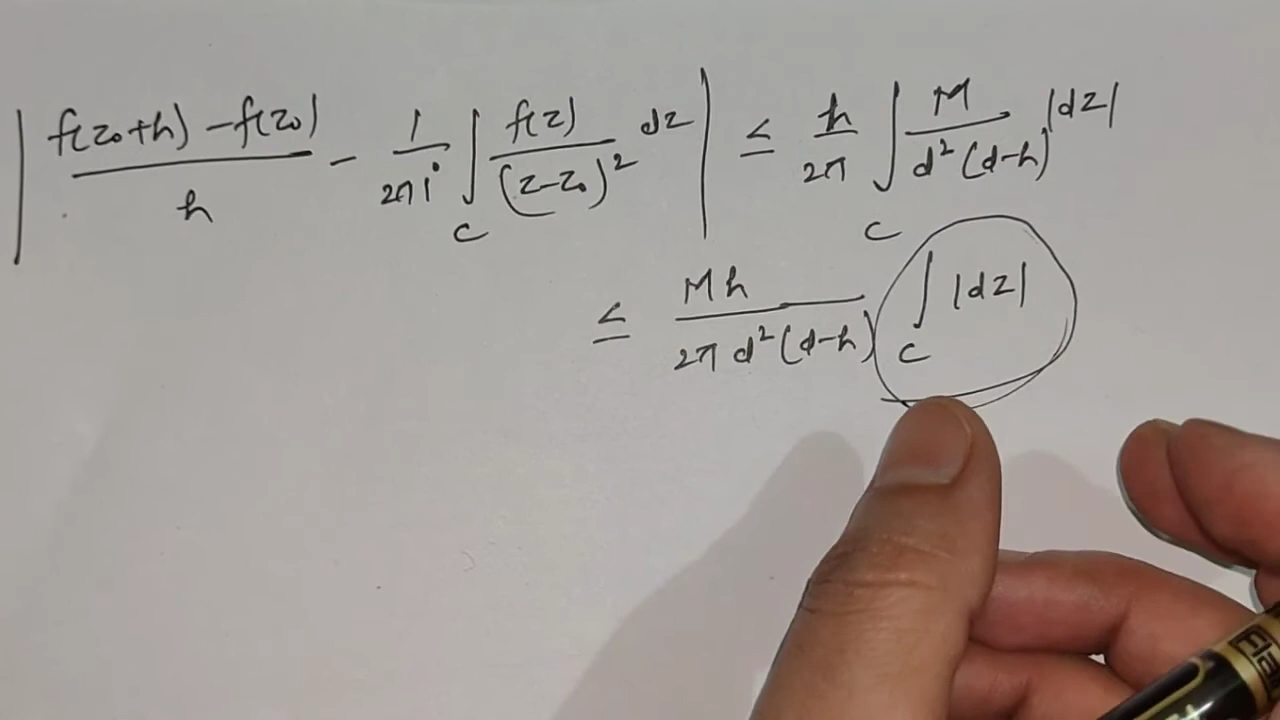 | f(z₀+h) - f(z₀) / h - 1 / 2πi ∫_C f(z) / (z-z₀)² dz | ≤ h / 2π ∫_C M / d²(d-h) |dz|
≤ Mh / 2π d²(d-h) ∫_C |dz|